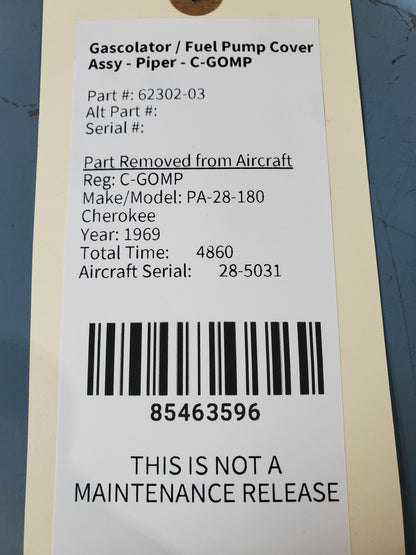 Gascolator / Fuel Pump Cover
Assy - Piper - C-GOMP
Part #: 62302-03
Alt Part #:
Serial #:
Part Removed from Aircraft
Reg: C-GOMP
Make/Model: PA-28-180
Cherokee
Year: 1969
Total Time: 4860
Aircraft Serial: 28-5031
85463596
THIS IS NOT A
MAINTENANCE RELEASE